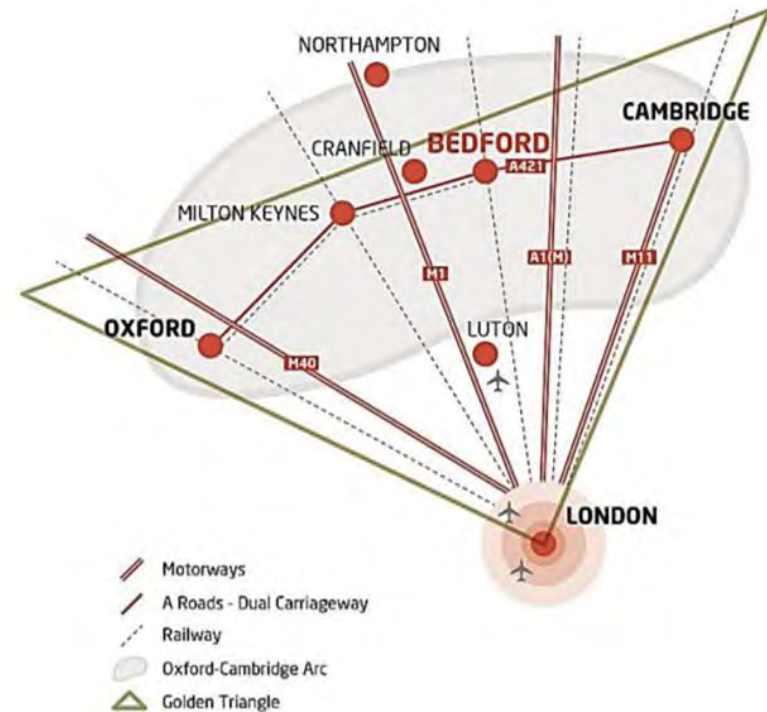 NORTHAMPTON
CAMBRIDGE
CRANFIELD
BEDFORD
A421
MILTON KEYNES
M1
A1(M)
M11
OXFORD
LUTON
M40
LONDON
Motorways
A Roads - Dual Carriageway
Railway
Oxford-Cambridge Arc
Golden Triangle